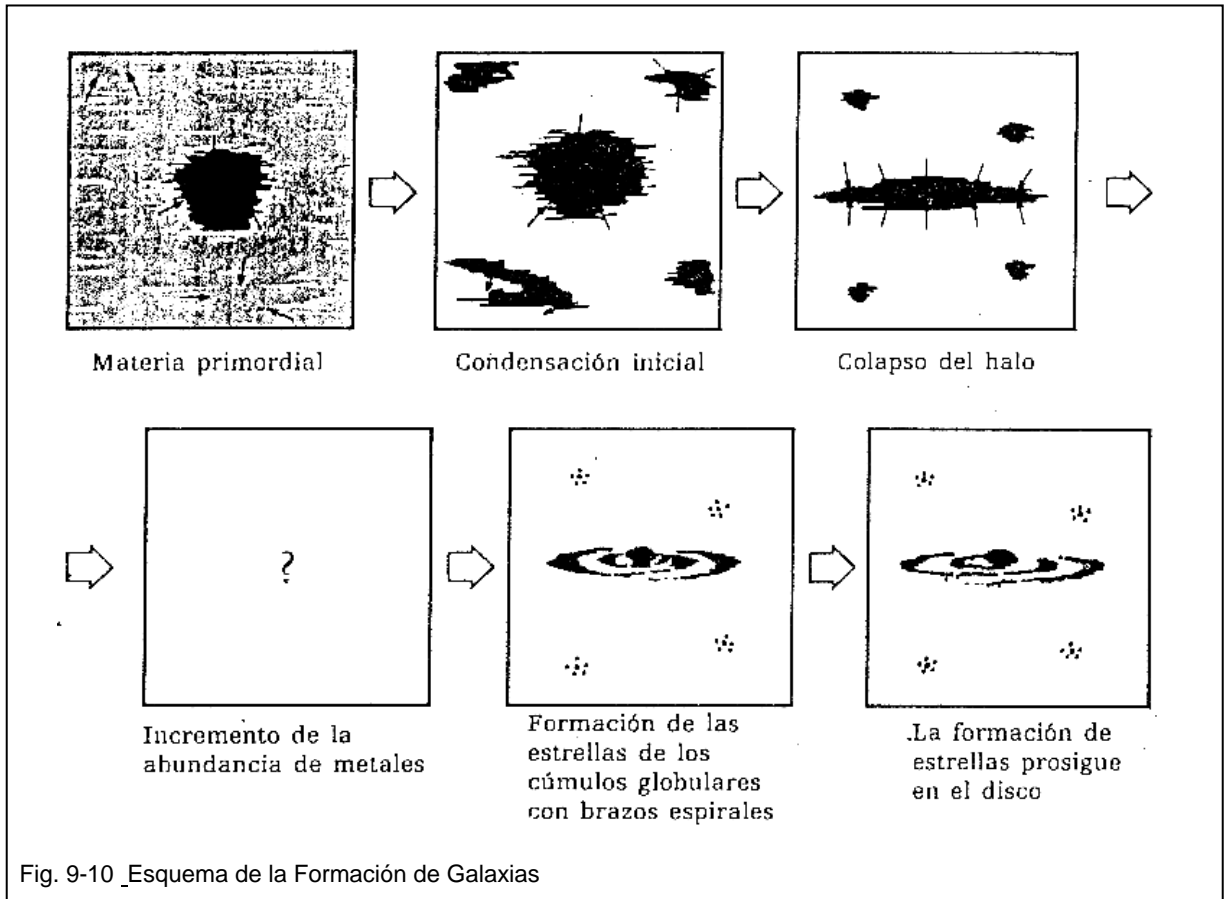 Materia primordial
Condensación inicial
Colapso del halo
?
Incremento de la
abundancia de metales
Formación de las
estrellas de los
cúmulos globulares
con brazos espirales
La formación de
estrellas prosigue
en el disco
Fig. 9-10 Esquema de la Formación de Galaxias